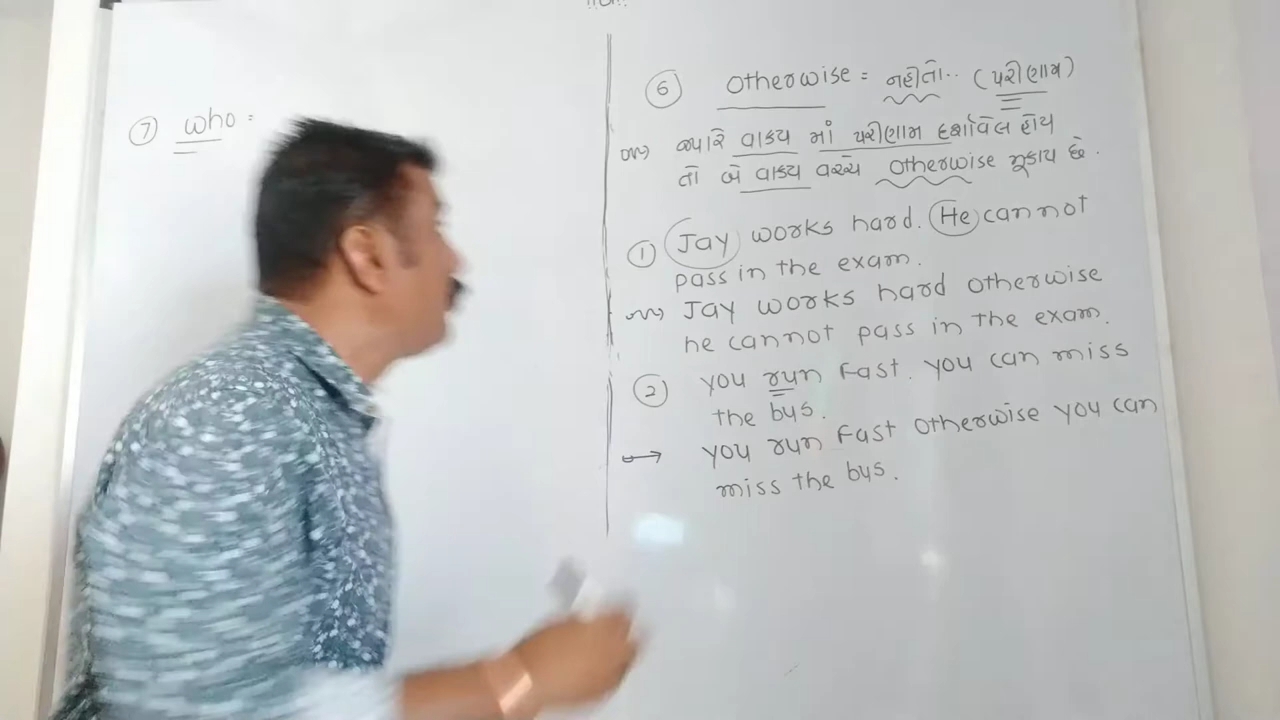 ⑦ who =
⑥ Otherwise = નહીતો.. (પરીણામ)
જ્યારે વાક્ય માં પરીણામ દર્શાવેલ હોય
તો બે વાક્ય વચ્ચે Otherwise મૂકાય છે.
① Jay works hard. He cannot
pass in the exam.
Jay works hard otherwise
he cannot pass in the exam.
② you run fast. you can miss
the bus.
→ you run fast otherwise you can
miss the bus.